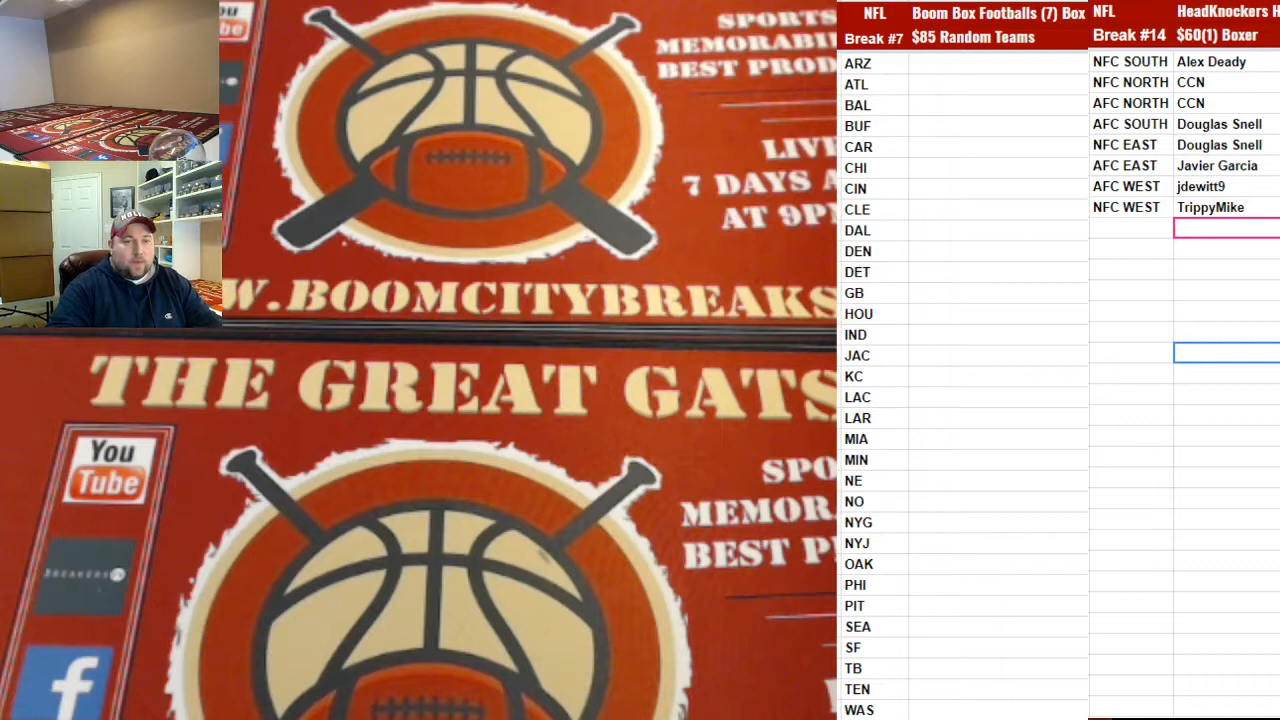 You
SPORTS
MEMORABI
BEST PROD
LIVE
7 DAYS A
AT 9P
W.BOOMCITYBREAKS
THE GREAT GATS
You
Tube
BREAKERS
f
SPO
MEMOR
BEST P
NFL Boom Box Footballs (7) Box
Break #7 $85 Random Teams
ARZ
ATL
BAL
BUF
CAR
CHI
CIN
CLE
DAL
DEN
DET
GB
HOU
IND
JAC
KC
LAC
LAR
MIA
MIN
NE
NO
NYG
NYJ
OAK
PHI
PIT
SEA
SF
TB
TEN
WAS
NFL HeadKnockers H
Break #14 $60(1) Boxer
NFC SOUTH Alex Deady
NFC NORTH CCN
AFC NORTH CCN
AFC SOUTH Douglas Snell
NFC EAST Douglas Snell
AFC EAST Javier Garcia
AFC WEST jdewitt9
NFC WEST TrippyMike